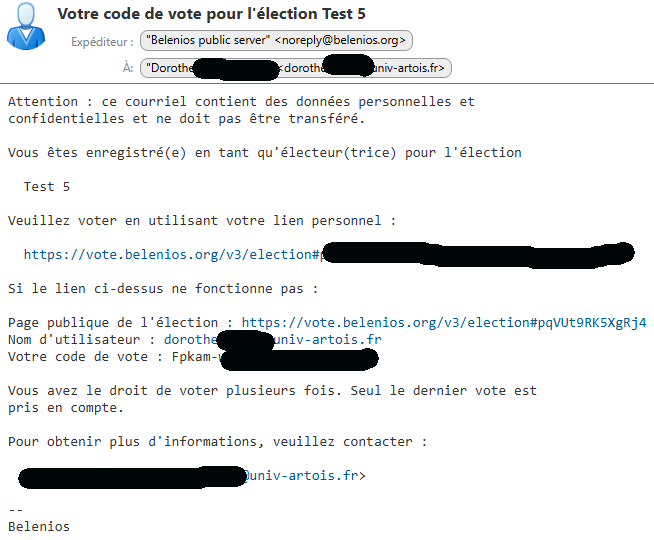 Votre code de vote pour l'élection Test 5
Expéditeur : "Belenios public server" <noreply@belenios.org>
À: "Dorothe <dorothe univ-artois.fr>
Attention : ce courriel contient des données personnelles et
confidentielles et ne doit pas être transféré.
Vous êtes enregistré(e) en tant qu'électeur(trice) pour l'élection
Test 5
Veuillez voter en utilisant votre lien personnel :
https://vote.belenios.org/v3/election#
Si le lien ci-dessus ne fonctionne pas :
Page publique de l'élection : https://vote.belenios.org/v3/election#pqVUt9RK5XgRj4
Nom d'utilisateur : dorothe univ-artois.fr
Votre code de vote : Fpkam-
Vous avez le droit de voter plusieurs fois. Seul le dernier vote est
pris en compte.
Pour obtenir plus d'informations, veuillez contacter :
@univ-artois.fr>
--
Belenios